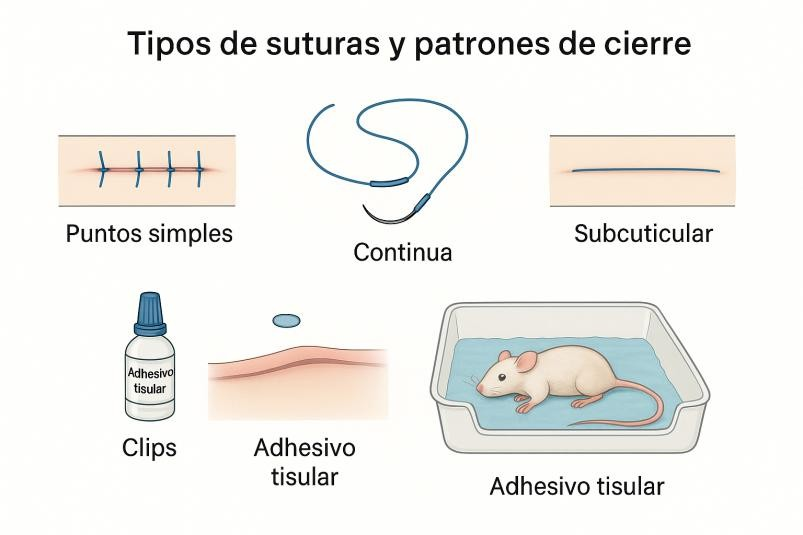 Tipos de suturas y patrones de cierre
Puntos simples
Continua
Subcuticular
Adhesivo
tisular
Clips
Adhesivo
tisular
Adhesivo tisular